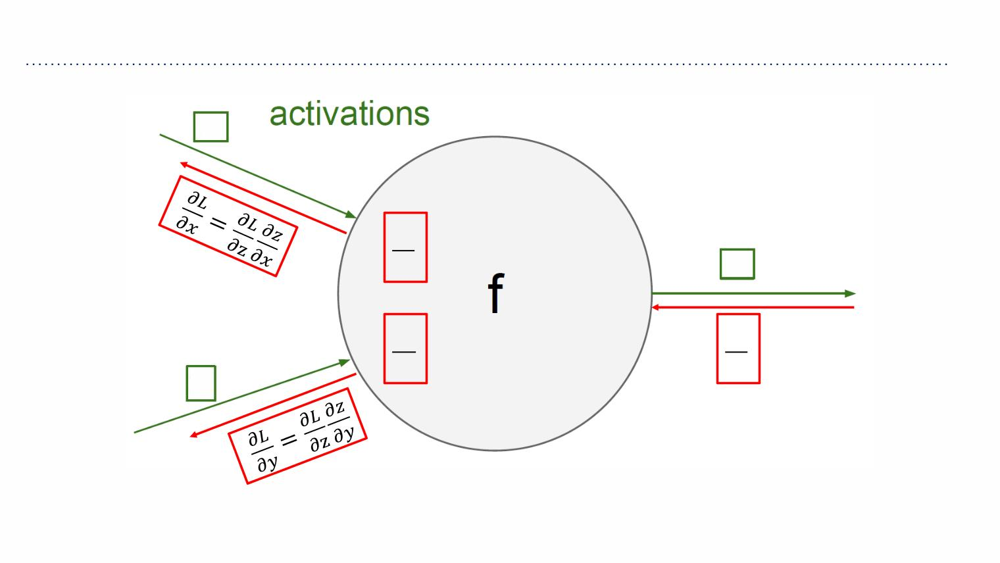 activations
∂L/∂x = ∂L/∂z ∂z/∂x
f
∂L/∂y = ∂L/∂z ∂z/∂y